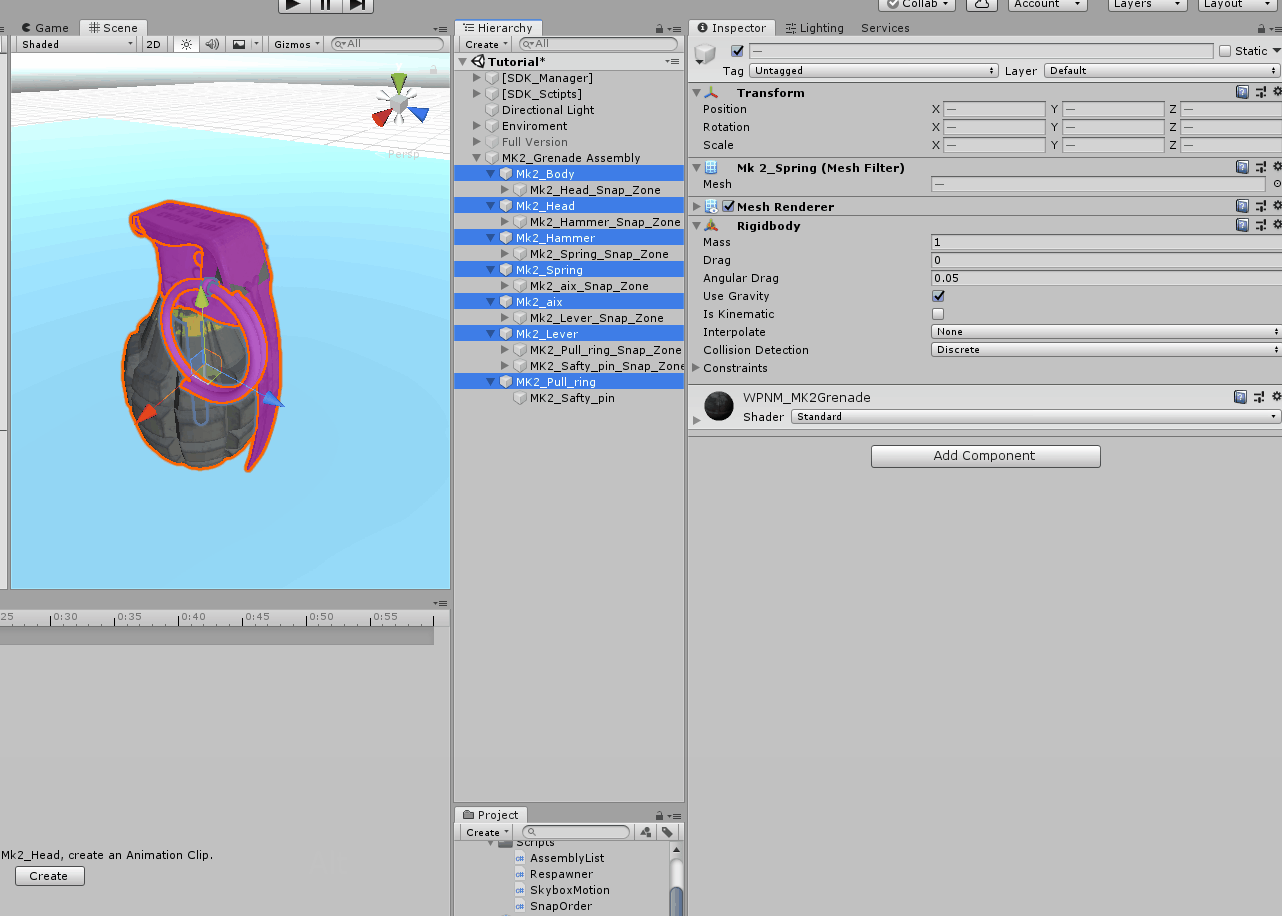 Collab
Account
Layers
Layout
Game
Scene
Shaded
2D
Gizmos
All
Persp
25
0:30
0:35
0:40
0:45
0:50
0:55
Mk2_Head, create an Animation Clip.
Create
Hierarchy
Create
All
Tutorial*
[SDK_Manager]
[SDK_Sctipts]
Directional Light
Enviroment
Full Version
MK2_Grenade Assembly
Mk2_Body
Mk2_Head_Snap_Zone
Mk2_Head
Mk2_Hammer_Snap_Zone
Mk2_Hammer
Mk2_Spring_Snap_Zone
Mk2_Spring
Mk2_aix_Snap_Zone
Mk2_aix
Mk2_Lever_Snap_Zone
Mk2_Lever
MK2_Pull_ring_Snap_Zone
MK2_Safty_pin_Snap_Zone
MK2_Pull_ring
MK2_Safty_pin
Project
Create
Scripts
AssemblyList
Respawner
SkyboxMotion
SnapOrder
Inspector
Lighting
Services
—
Static
Tag Untagged Layer Default
Transform
Position X — Y — Z —
Rotation X — Y — Z —
Scale X — Y — Z —
Mk 2_Spring (Mesh Filter)
Mesh —
Mesh Renderer
Rigidbody
Mass 1
Drag 0
Angular Drag 0.05
Use Gravity
Is Kinematic
Interpolate None
Collision Detection Discrete
Constraints
WPNM_MK2Grenade
Shader Standard
Add Component